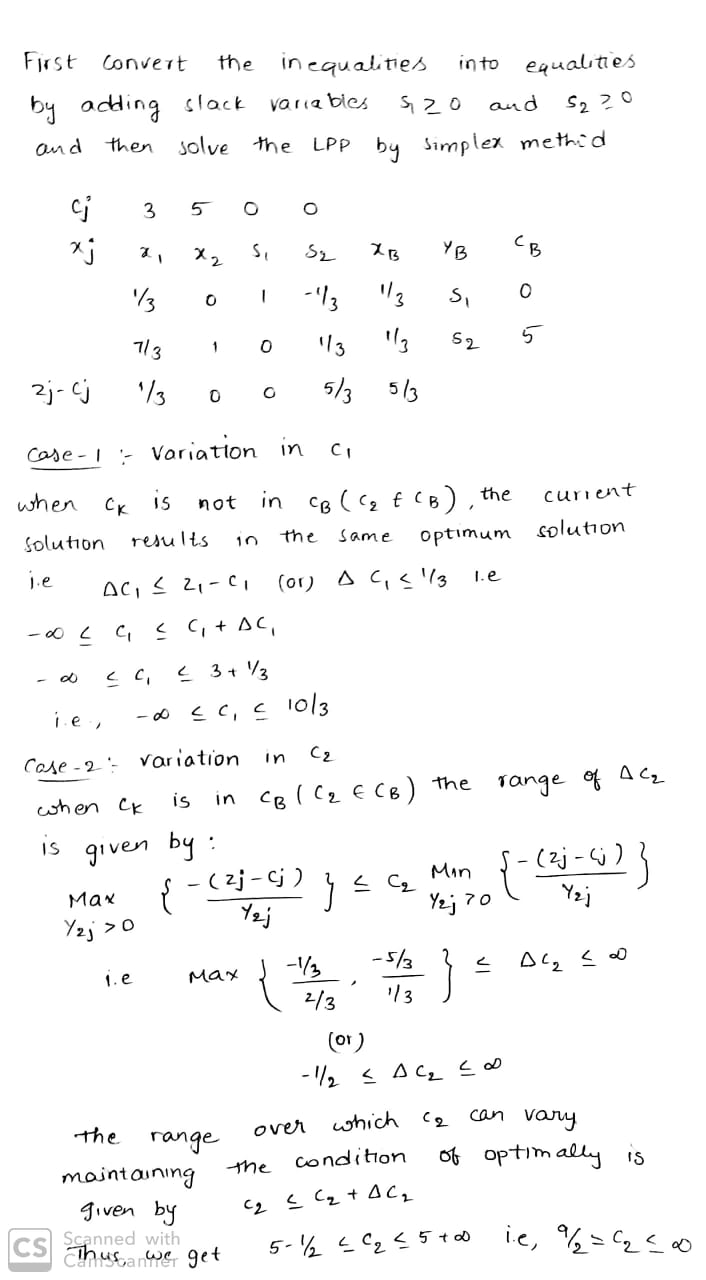 First convert the inequalities into equalities
by adding slack variables S₁ ≥ 0 and S₂ ≥ 0
and then solve the LPP by simplex method
Cj 3 5 0 0
xj x₁ x₂ S₁ S₂ XB YB CB
1/3 0 1 -1/3 1/3 S₁ 0
7/3 1 0 1/3 1/3 S2 5
2j-Cj 1/3 0 0 5/3 5/3
Case-1 :- Variation in C1
when CK is not in CB (C2 € CB), the current
solution results in the same optimum solution
i.e ΔC₁ ≤ 21-C1 (or) Δ C₁ ≤ 1/3 i.e
-∞ ≤ C₁ ≤ C₁ + ΔC₁
-∞ ≤ C₁ ≤ 3 + 1/3
i.e., -∞ ≤ C₁ ≤ 10/3
Case-2 :- variation in C2
when CK is in CB (C2 ∈ CB) the range of ΔC2
is given by :
Max { -(2j-Cj) } ≤ C2 Min { -(2j-Cj) }
Y2j > 0 Y2j Y2j > 0 Y2j
i.e Max { -1/3 , -5/3 } ≤ ΔC2 ≤ ∞
2/3 1/3
(or)
-1/2 ≤ ΔC2 ≤ ∞
the range over which C2 can vary
maintaining the condition of optimally is
given by C2 ≤ C2 + ΔC2
Thus, we get 5-1/2 ≤ C2 ≤ 5+∞ i.e, 9/2 = C2 ≤ ∞
CS Scanned with
CamScanner